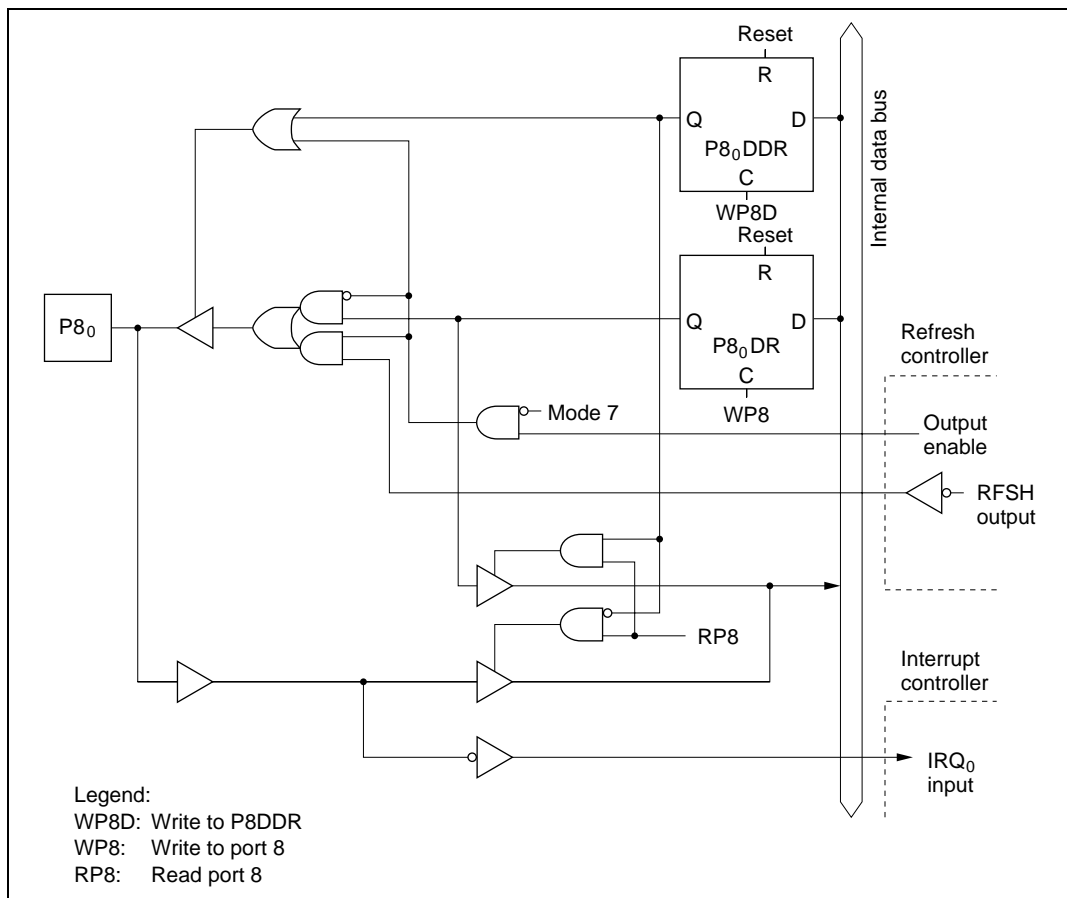 Reset
R
Q D
P8₀DDR
C
WP8D
Reset
R
Q D
P8₀DR
C
WP8
Internal data bus
P8₀
Mode 7
Refresh
controller
Output
enable
RFSH
output
RP8
Interrupt
controller
IRQ₀
input
Legend:
WP8D: Write to P8DDR
WP8: Write to port 8
RP8: Read port 8